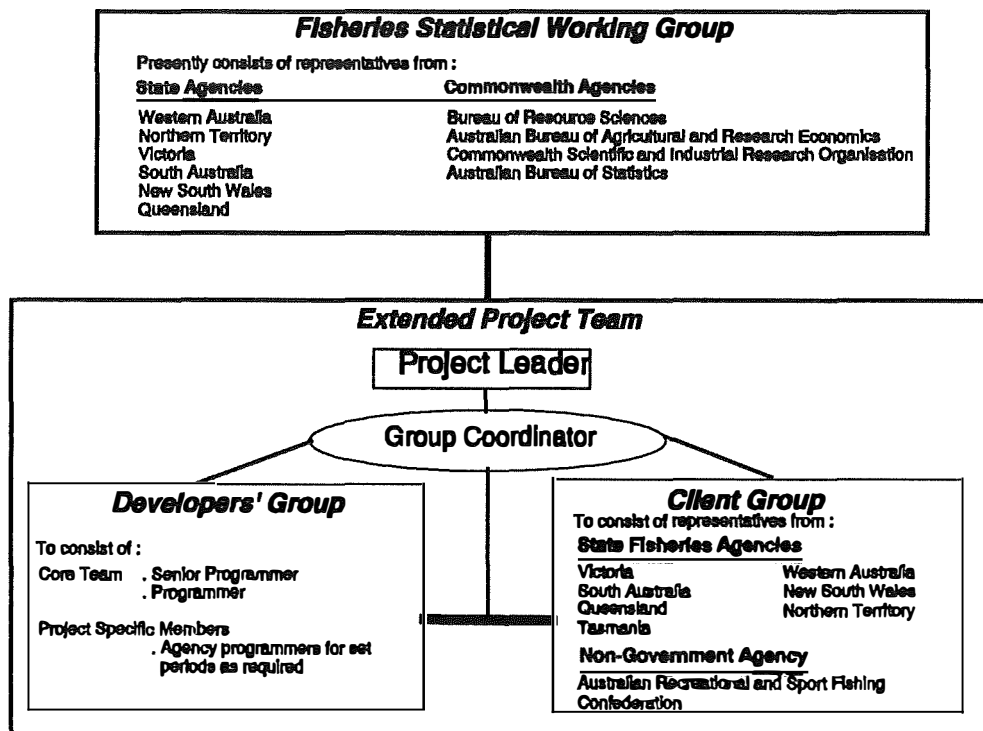 Fisheries Statistical Working Group
Presently consists of representatives from :
State Agencies
Western Australia
Northern Territory
Victoria
South Australia
New South Wales
Queensland
Commonwealth Agencies
Bureau of Resource Sciences
Australian Bureau of Agricultural and Research Economics
Commonwealth Scientific and Industrial Research Organisation
Australian Bureau of Statistics
Extended Project Team
Project Leader
Group Coordinator
Developers' Group
To consist of :
Core Team . Senior Programmer
. Programmer
Project Specific Members
. Agency programmers for set
periods as required
Client Group
To consist of representatives from :
State Fisheries Agencies
Victoria
South Australia
Queensland
Tasmania
Western Australia
New South Wales
Northern Territory
Non-Government Agency
Australian Recreational and Sport Fishing
Confederation